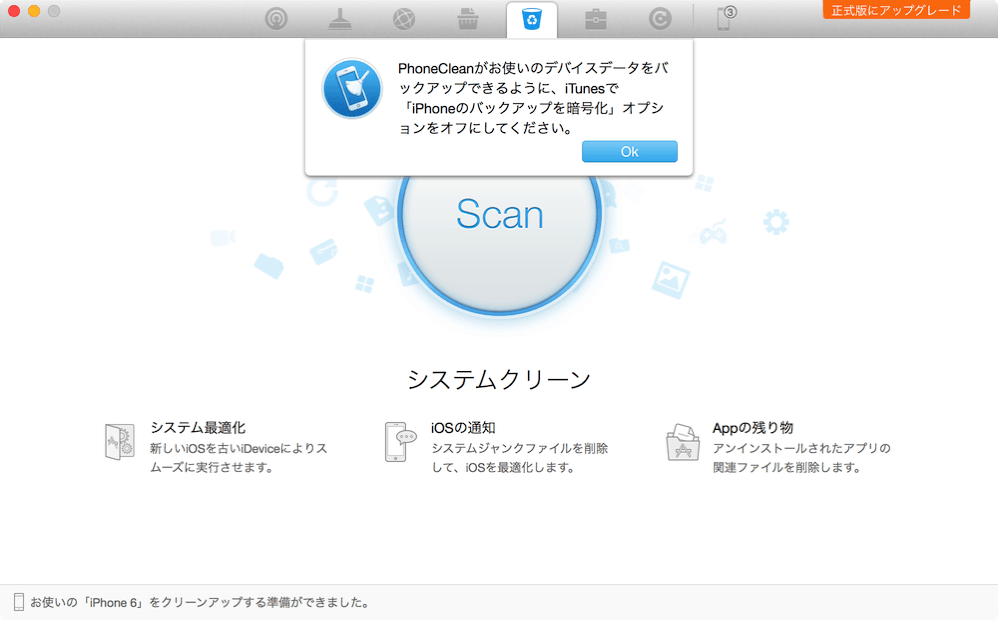 ③
正式版にアップグレード
PhoneCleanがお使いのデバイスデータをバ
ックアップできるように、iTunesで
「iPhoneのバックアップを暗号化」オプシ
ョンをオフにしてください。
Ok
Scan
システムクリーン
システム最適化
新しいiOSを古いiDeviceによりス
ムーズに実行させます。
iOSの通知
システムジャンクファイルを削除
して、iOSを最適化します。
Appの残り物
アンインストールされたアプリの
関連ファイルを削除します。
お使いの「iPhone 6」をクリーンアップする準備ができました。